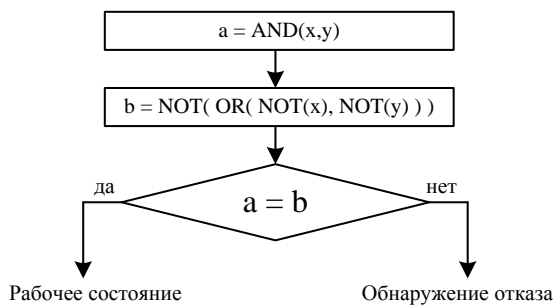 a = AND(x,y)
b = NOT( OR( NOT(x), NOT(y) ) )
да
нет
a = b
Рабочее состояние
Обнаружение отказа